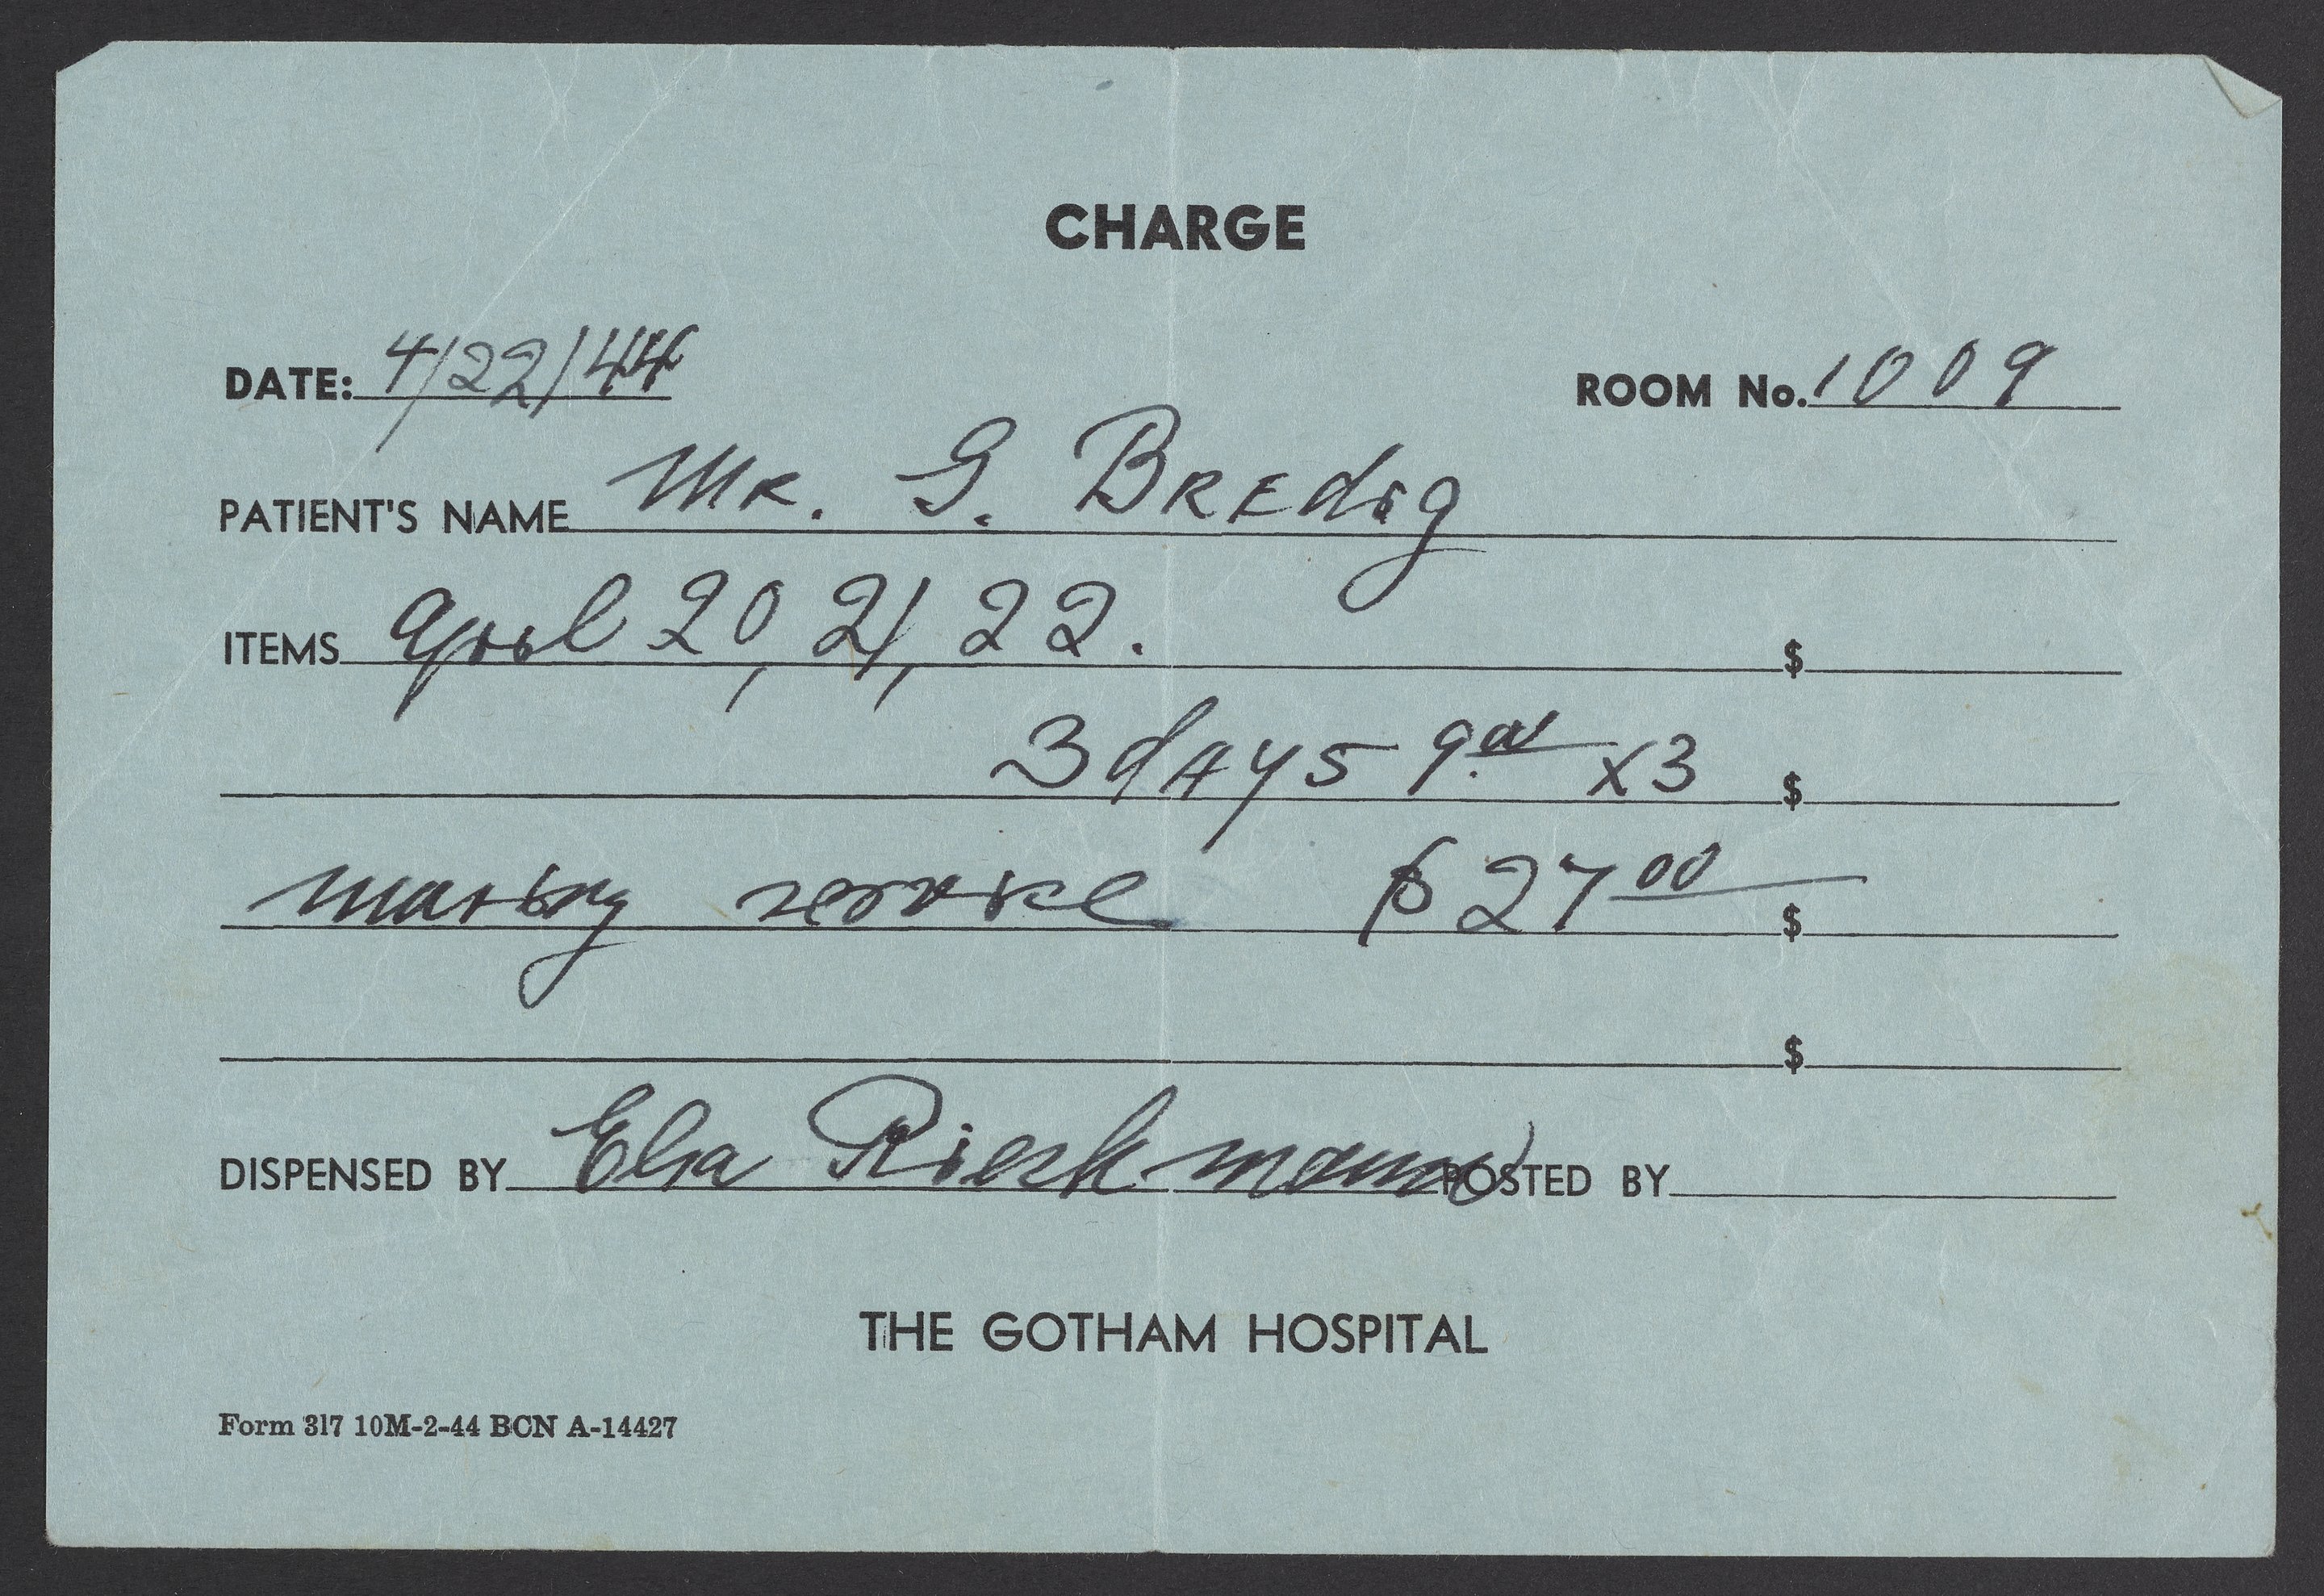 CHARGE
DATE: 4/22/44 ROOM No. 1009
PATIENT'S NAME Mr. G. Bredig
ITEMS April 20, 21, 22. $
3 days 9.00 x3 $
service $ 27 00 $
$
DISPENSED BY Elsa POSTED BY
THE GOTHAM HOSPITAL
Form 317 10M-2-44 BCN A-14427